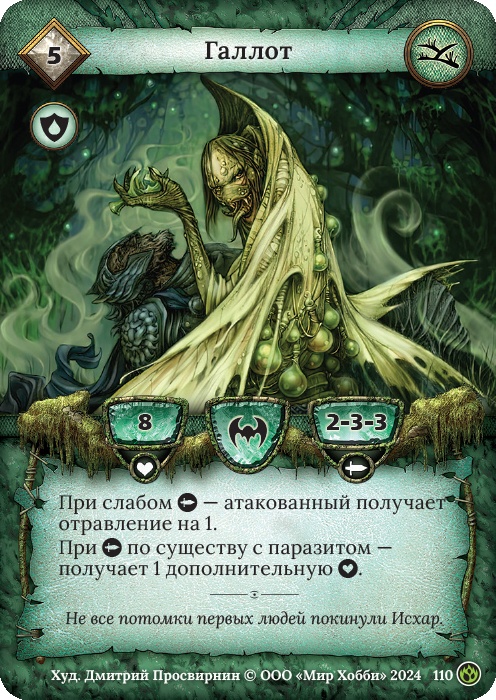 5
Галлот
8
2-3-3
При слабом — атакованный получает
отравление на 1.
При по существу с паразитом —
получает 1 дополнительную .
Не все потомки первых людей покинули Исхар.
Худ. Дмитрий Просвирнин © ООО «Мир Хобби» 2024 110